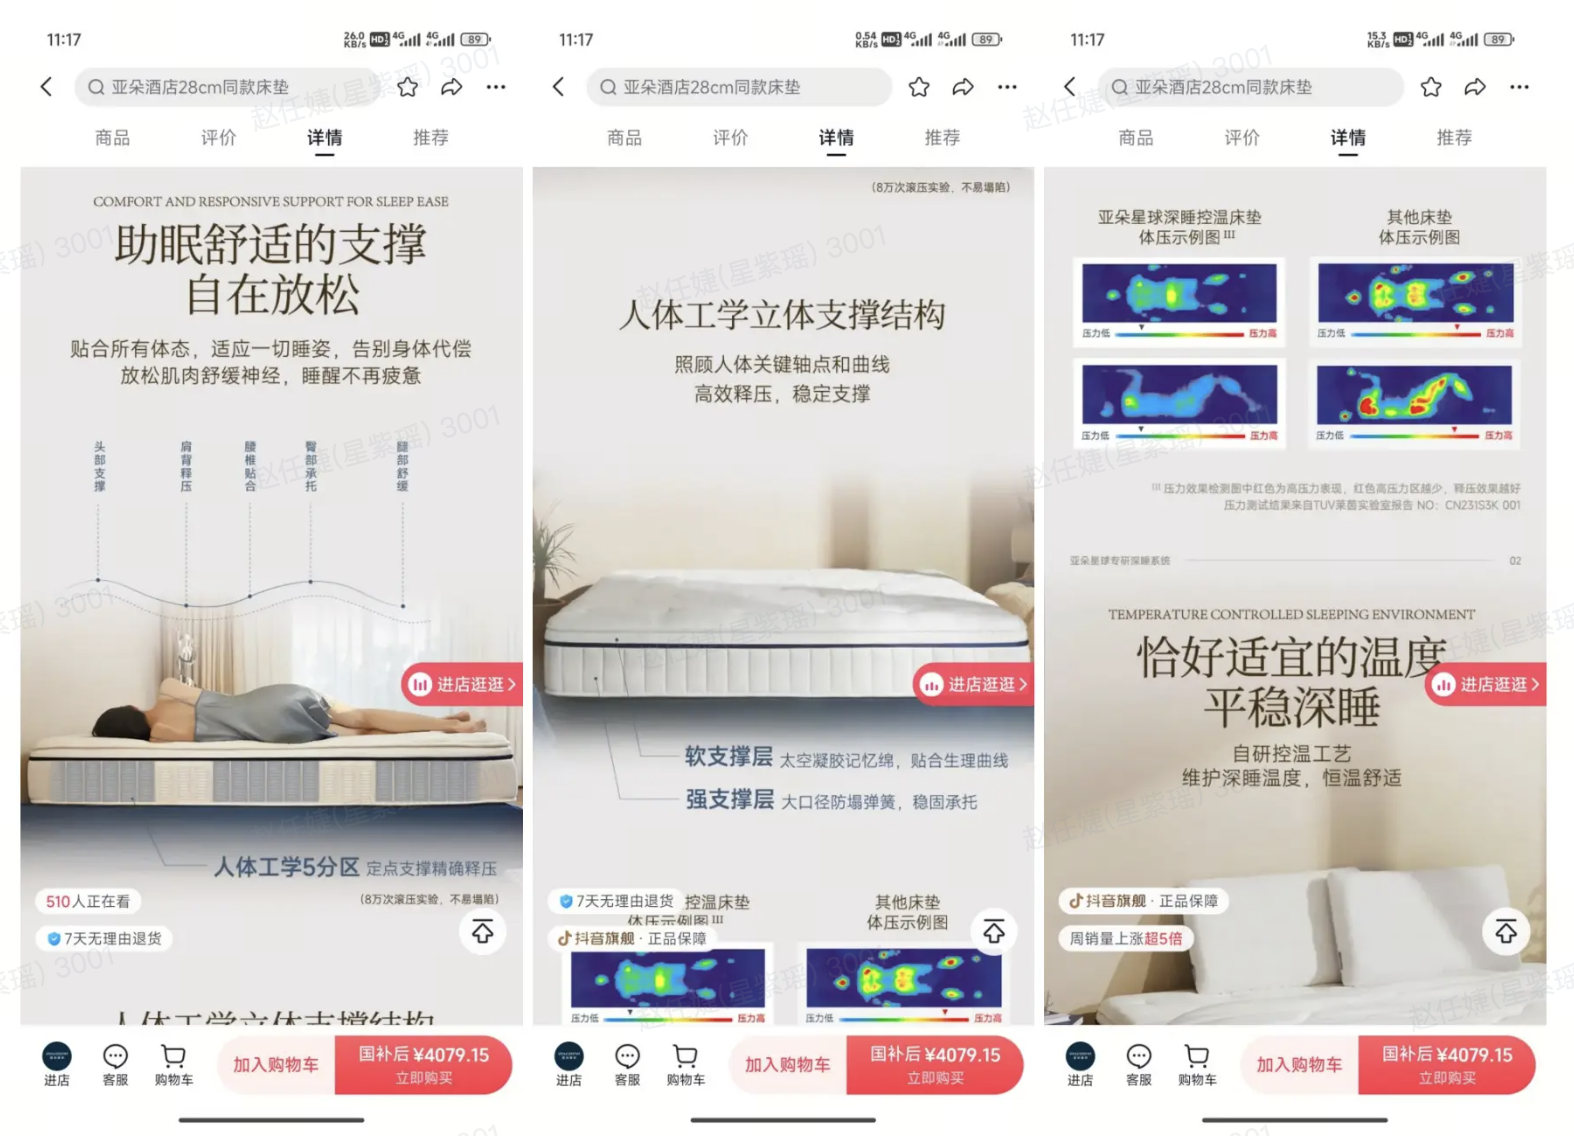 11:17
26.0 KB/s HD 4G 4G 89
亚朵酒店28cm同款床垫
商品 评价 详情 推荐
COMFORT AND RESPONSIVE SUPPORT FOR SLEEP EASE
助眠舒适的支撑
自在放松
贴合所有体态，适应一切睡姿，告别身体代偿
放松肌肉舒缓神经，睡醒不再疲惫
头部支撑
肩背释压
腰椎贴合
臀部承托
腿部舒缓
进店逛逛
人体工学5分区 定点支撑精确释压
(8万次滚压实验，不易塌陷)
510人正在看
7天无理由退货
人体工学立体支撑结构
进店
客服
购物车
加入购物车
国补后 ¥4079.15
立即购买
11:17
0.54 KB/s HD 4G 4G 89
亚朵酒店28cm同款床垫
商品 评价 详情 推荐
(8万次滚压实验，不易塌陷)
人体工学立体支撑结构
照顾人体关键轴点和曲线
高效释压，稳定支撑
进店逛逛
软支撑层 太空凝胶记忆绵，贴合生理曲线
强支撑层 大口径防塌弹簧，稳固承托
7天无理由退货
控温床垫
体压示例图 III
其他床垫
体压示例图
抖音旗舰 · 正品保障
压力低 压力高
压力低 压力高
进店
客服
购物车
加入购物车
国补后 ¥4079.15
立即购买
11:17
15.3 KB/s HD 4G 4G 89
亚朵酒店28cm同款床垫
商品 评价 详情 推荐
亚朵星球深睡控温床垫
体压示例图 III
其他床垫
体压示例图
压力低 压力高
压力低 压力高
压力低 压力高
压力低 压力高
III 压力效果检测图中红色为高压力表现，红色高压力区越少，释压效果越好
压力测试结果来自TUV莱茵实验室报告 NO：CN231S3K 001
亚朵星球专研深睡系统 02
TEMPERATURE CONTROLLED SLEEPING ENVIRONMENT
恰好适宜的温度
平稳深睡
进店逛逛
自研控温工艺
维护深睡温度，恒温舒适
抖音旗舰 · 正品保障
周销量上涨超5倍
进店
客服
购物车
加入购物车
国补后 ¥4079.15
立即购买
赵任婕(星紫瑶) 3001